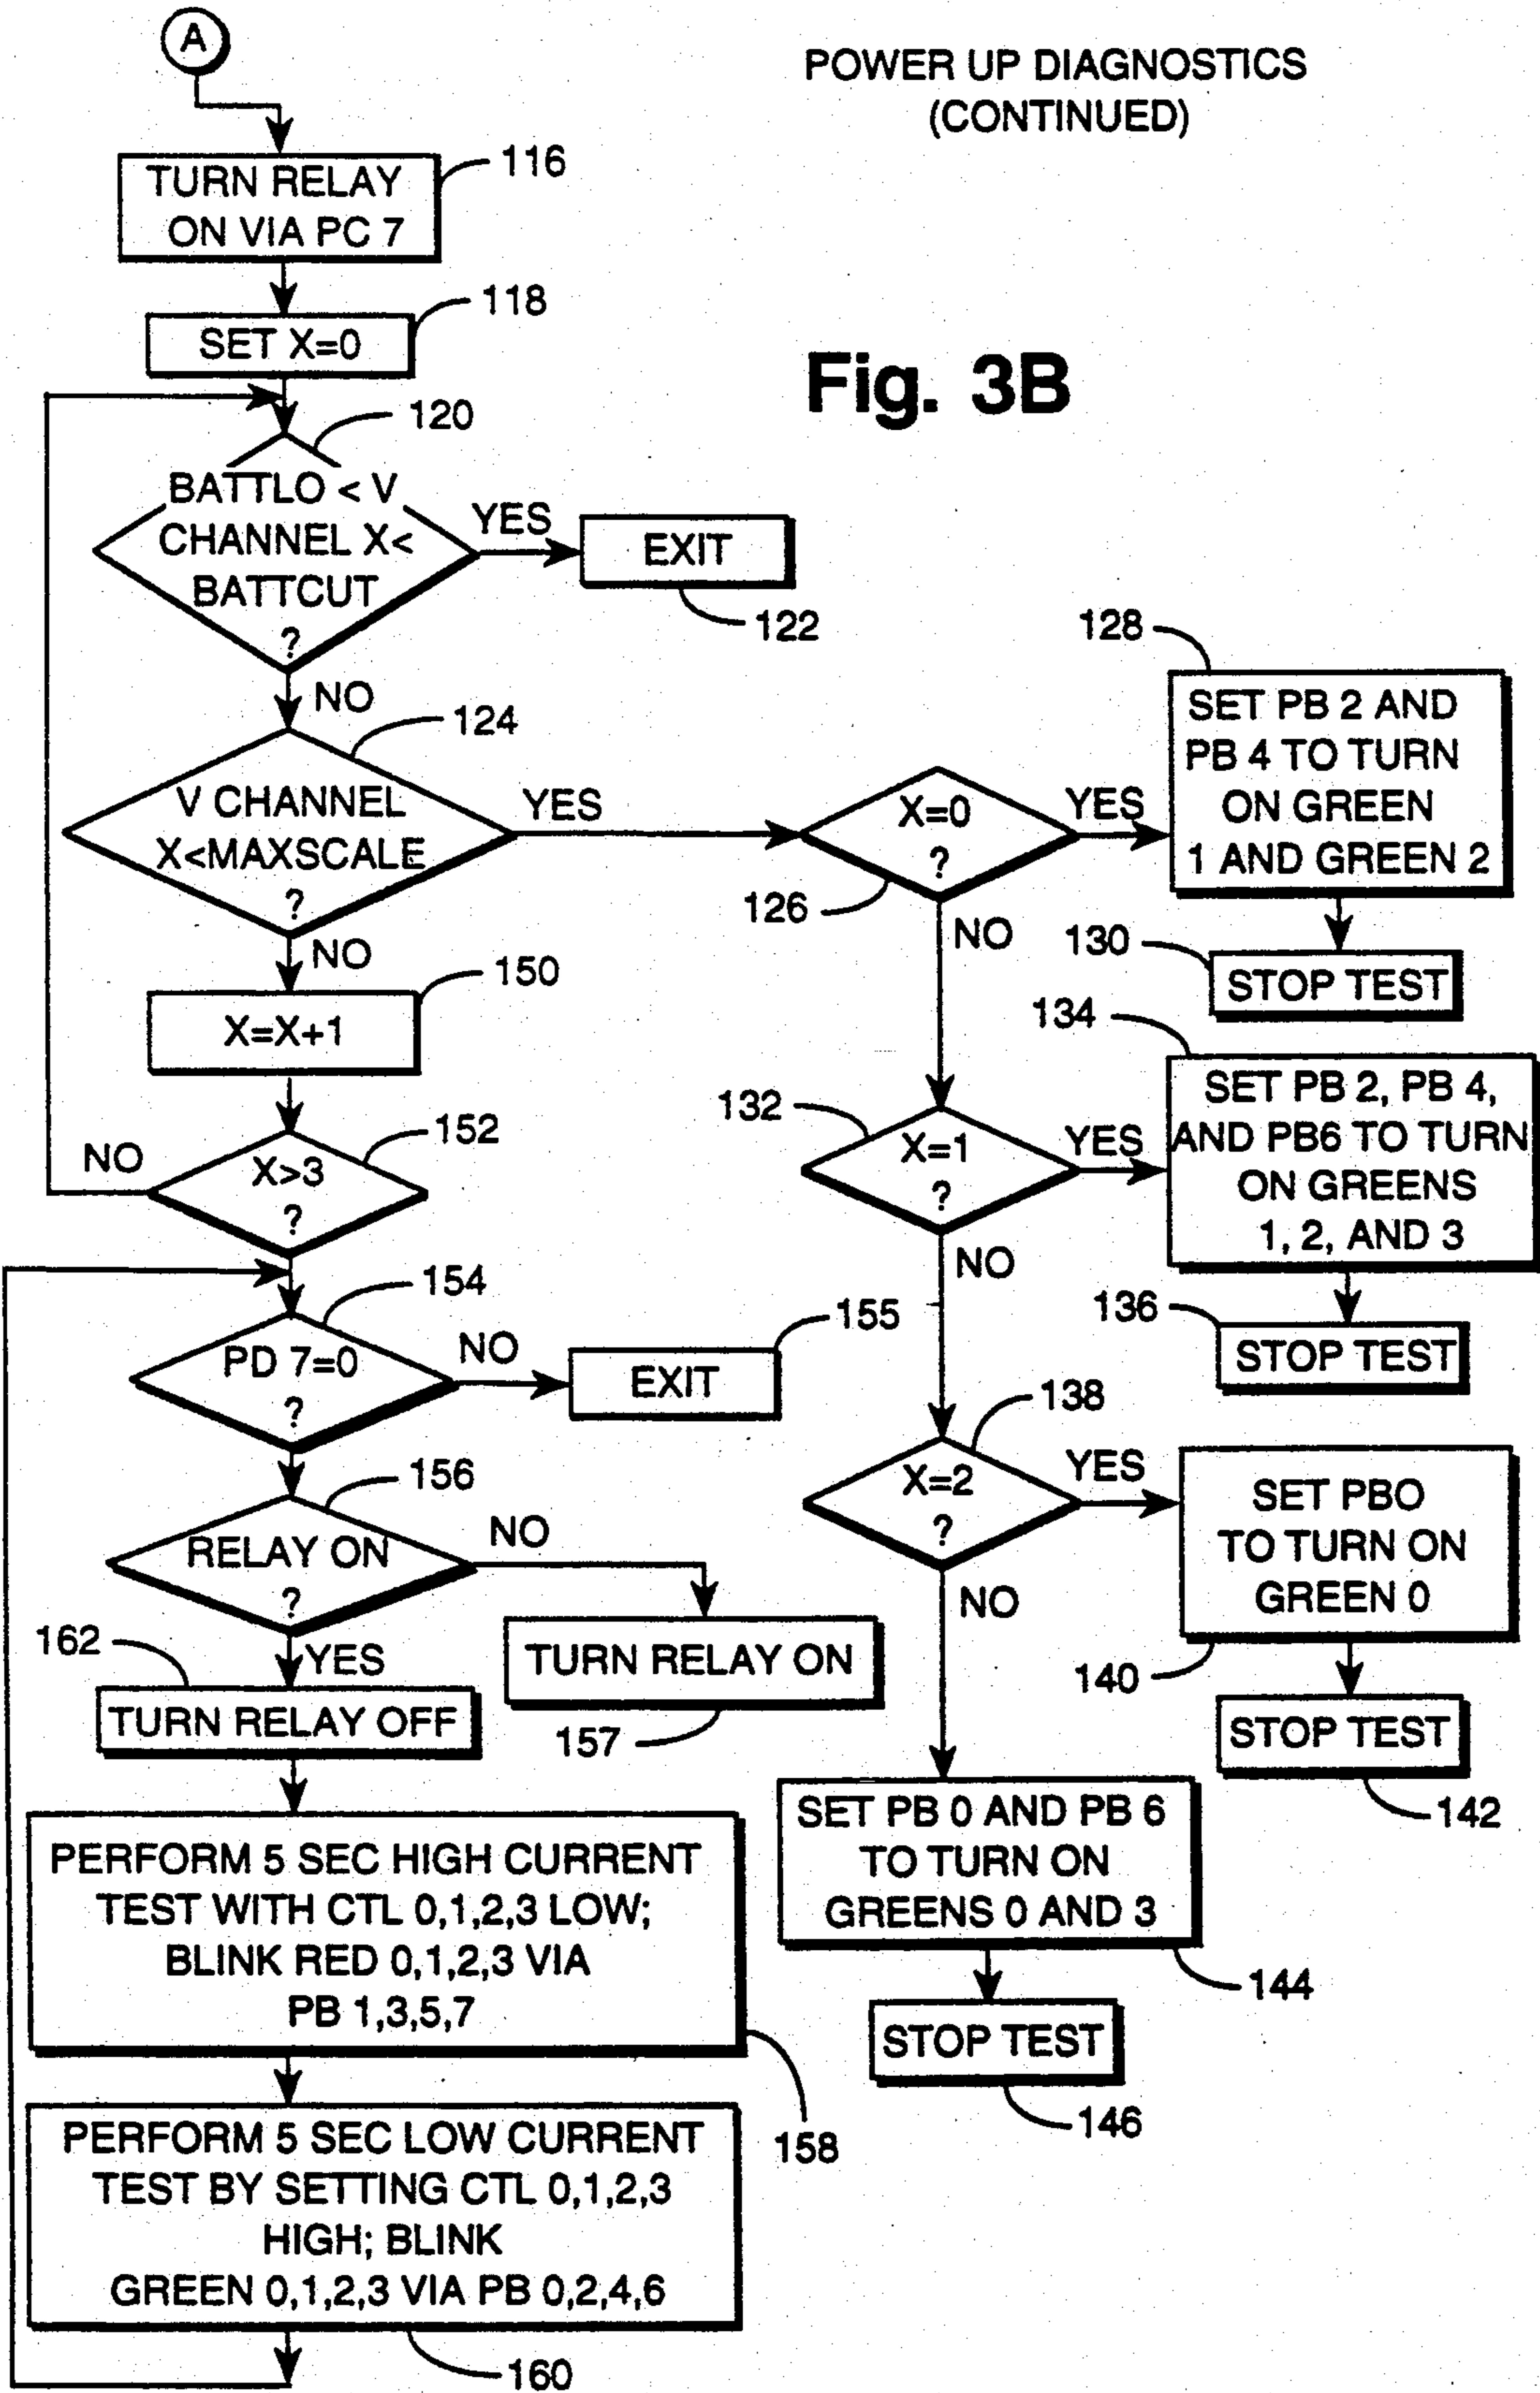 A
POWER UP DIAGNOSTICS
(CONTINUED)
TURN RELAY
ON VIA PC 7
116
SET X=0
118
Fig. 3B
120
BATTLO < V
CHANNEL X<
BATTCUT
?
YES
EXIT
122
NO
124
V CHANNEL
X<MAXSCALE
?
YES
X=0
?
126
YES
128
SET PB 2 AND
PB 4 TO TURN
ON GREEN
1 AND GREEN 2
130
STOP TEST
NO
NO
150
X=X+1
132
X=1
?
YES
134
SET PB 2, PB 4,
AND PB6 TO TURN
ON GREENS
1, 2, AND 3
136
STOP TEST
NO
152
X>3
?
NO
154
PD 7=0
?
NO
155
EXIT
138
X=2
?
YES
SET PBO
TO TURN ON
GREEN 0
140
STOP TEST
142
NO
156
RELAY ON
?
NO
TURN RELAY ON
157
YES
162
TURN RELAY OFF
SET PB 0 AND PB 6
TO TURN ON
GREENS 0 AND 3
144
STOP TEST
146
PERFORM 5 SEC HIGH CURRENT
TEST WITH CTL 0,1,2,3 LOW;
BLINK RED 0,1,2,3 VIA
PB 1,3,5,7
158
PERFORM 5 SEC LOW CURRENT
TEST BY SETTING CTL 0,1,2,3
HIGH; BLINK
GREEN 0,1,2,3 VIA PB 0,2,4,6
160